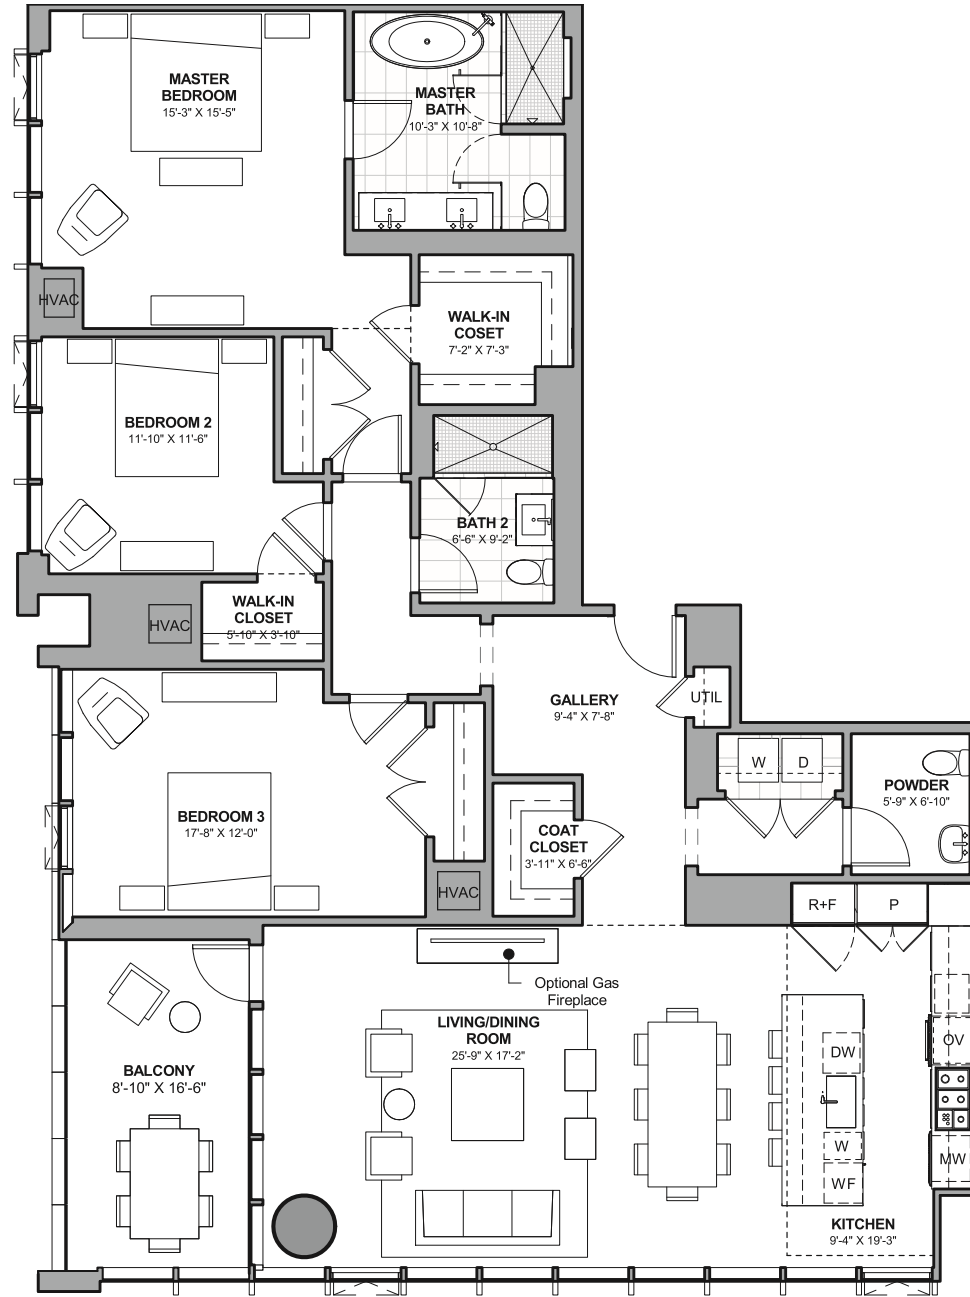 MASTER
BEDROOM
15'-3" X 15'-5"
MASTER
BATH
10'-3" X 10'-8"
HVAC
WALK-IN
COSET
7'-2" X 7'-3"
BEDROOM 2
11'-10" X 11'-6"
BATH 2
6'-6" X 9'-2"
WALK-IN
CLOSET
5'-10" X 3'-10"
HVAC
GALLERY
9'-4" X 7'-8"
UTIL
W
D
POWDER
5'-9" X 6'-10"
BEDROOM 3
17'-8" X 12'-0"
COAT
CLOSET
3'-11" X 6'-6"
HVAC
R+F
P
Optional Gas
Fireplace
LIVING/DINING
ROOM
25'-9" X 17'-2"
BALCONY
8'-10" X 16'-6"
DW
OV
W
MW
WF
KITCHEN
9'-4" X 19'-3"